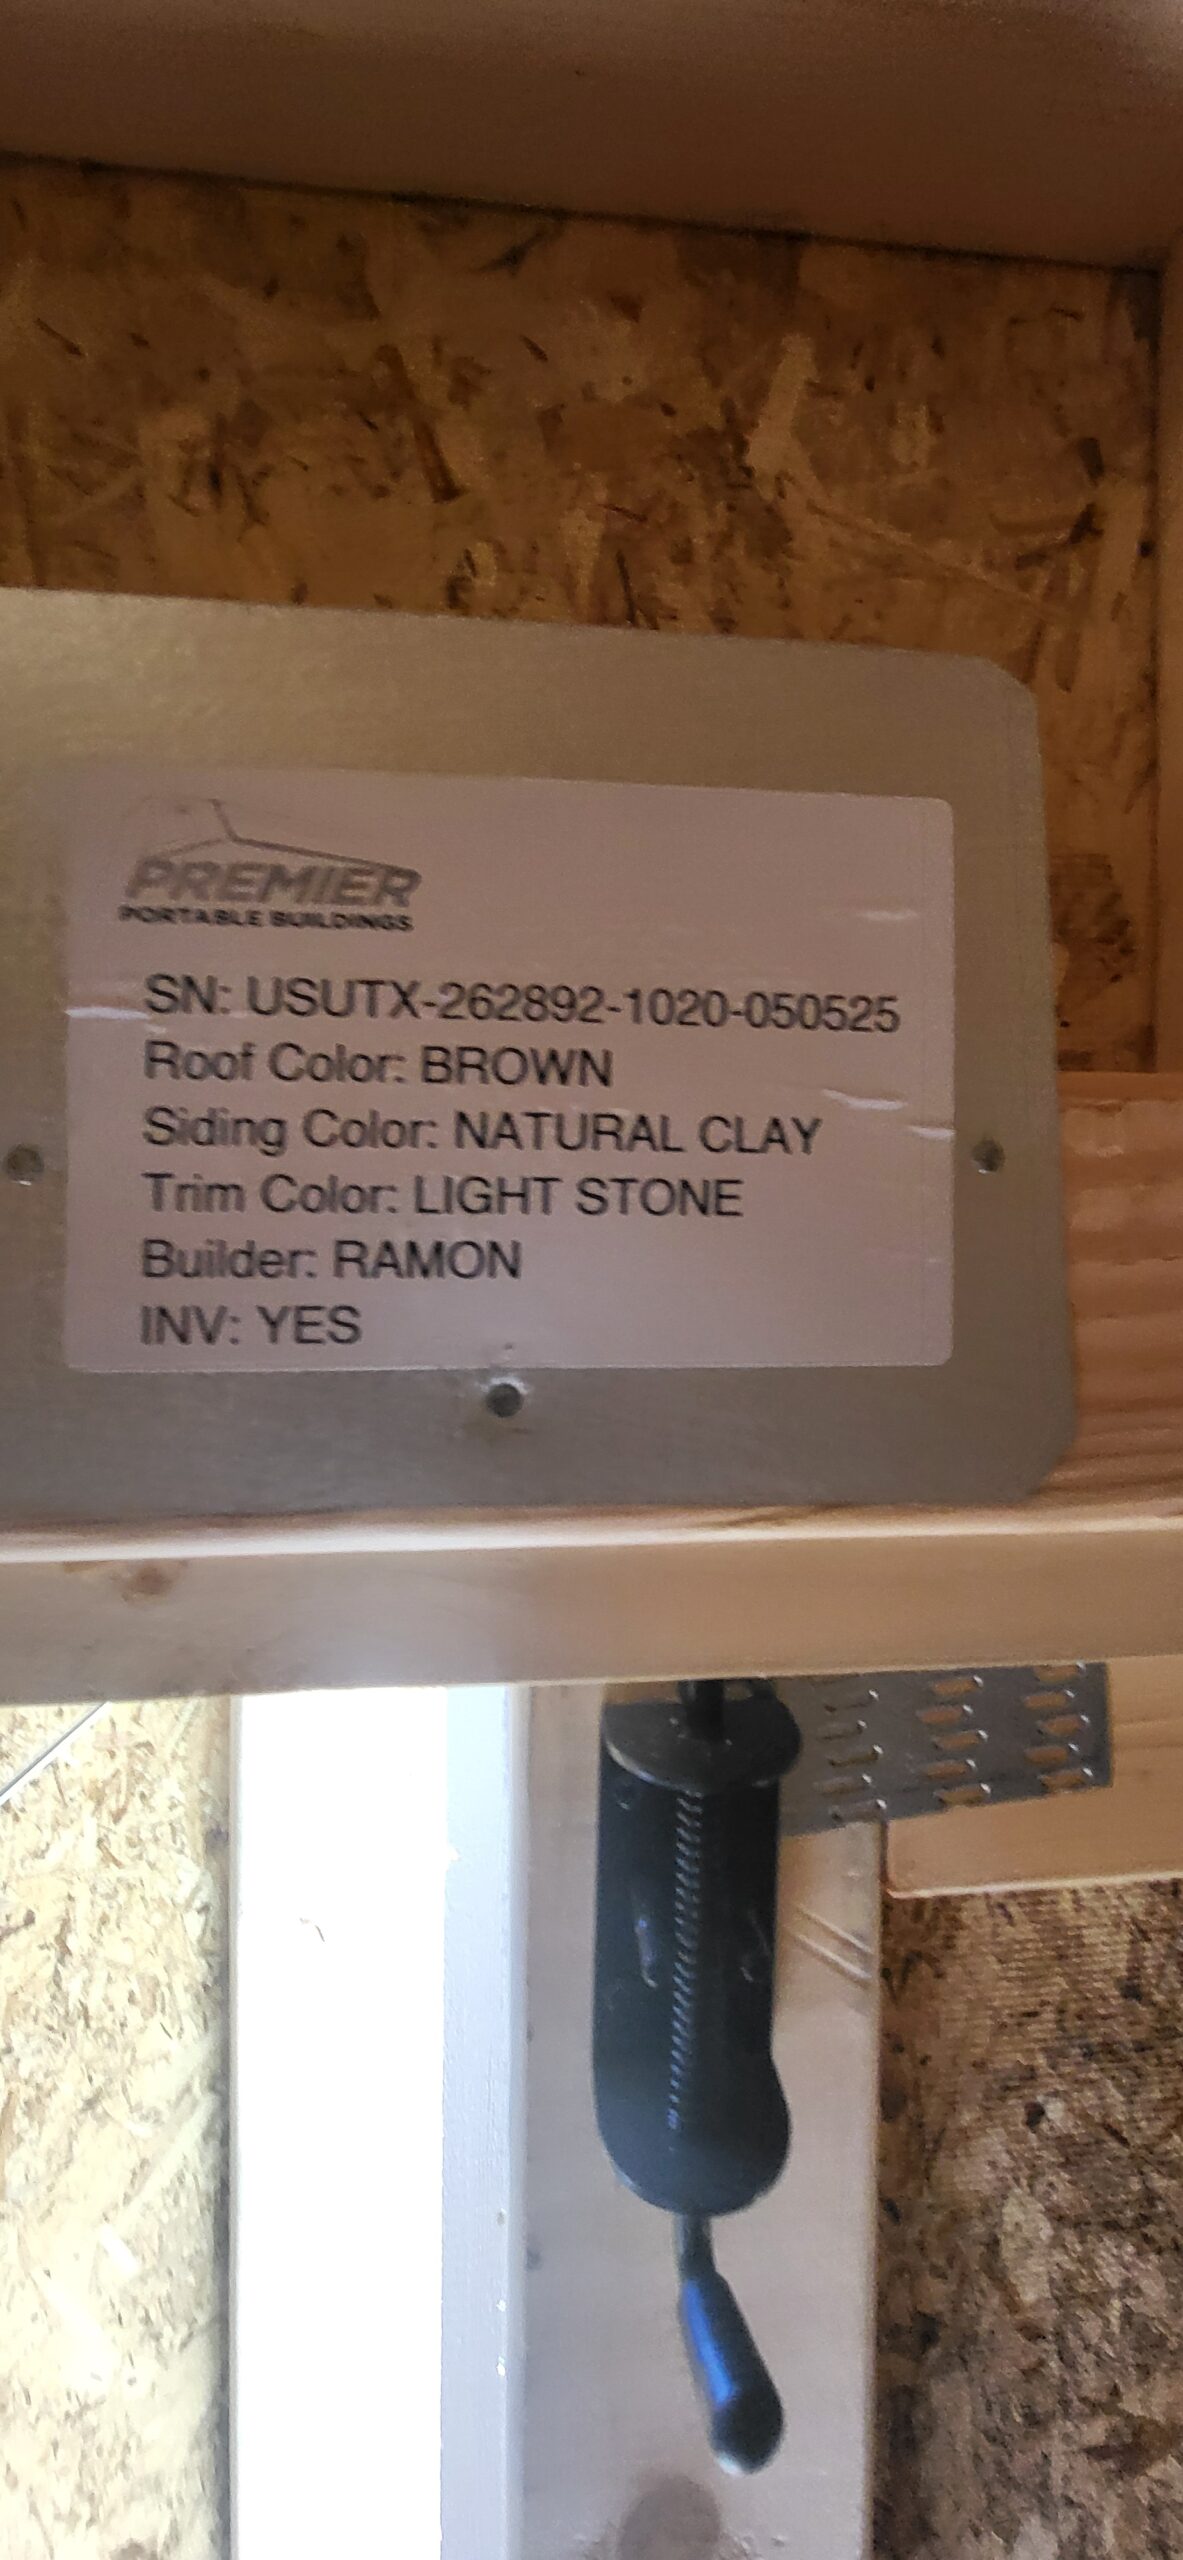 PREMIER
PORTABLE BUILDINGS
SN: USUTX-262892-1020-050525
Roof Color: BROWN
Siding Color: NATURAL CLAY
Trim Color: LIGHT STONE
Builder: RAMON
INV: YES